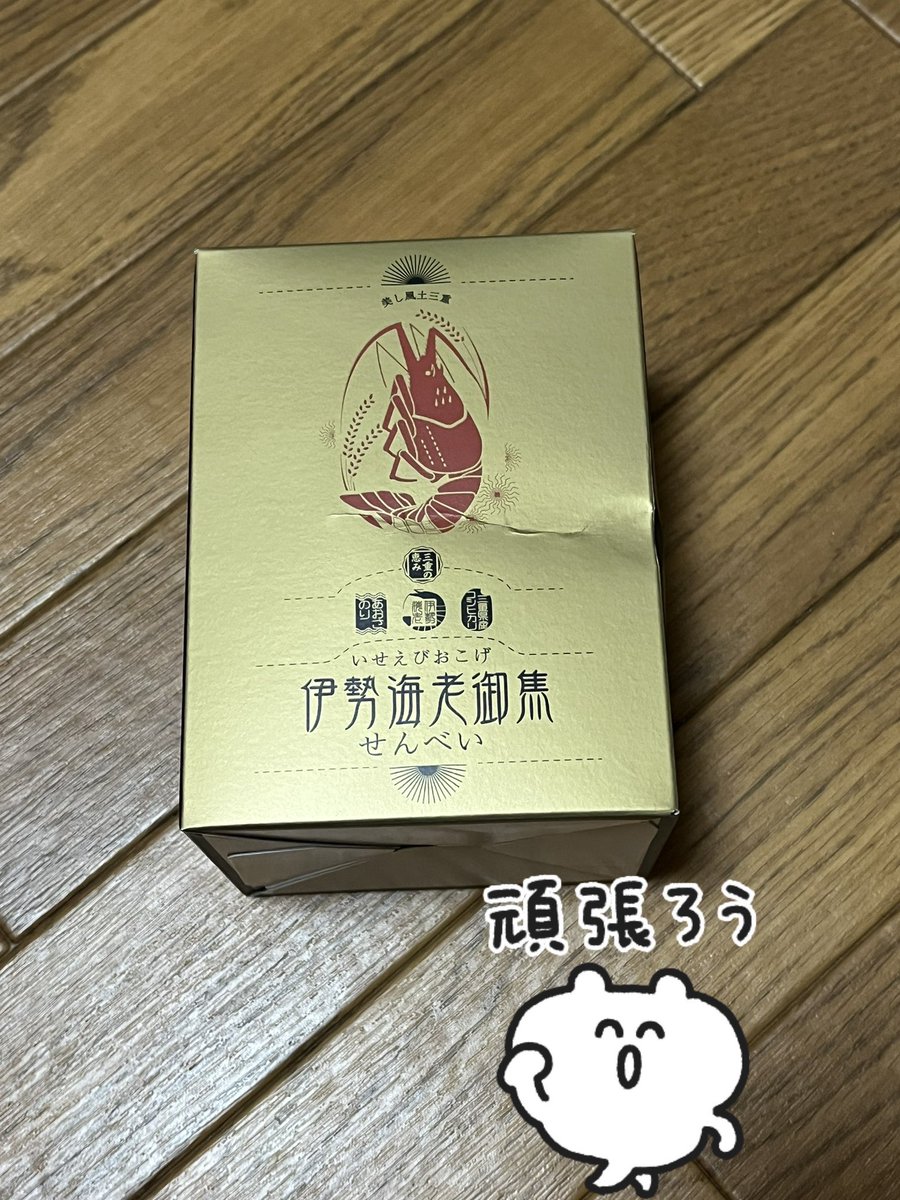 美し風土三重
三重の
恵み
あおさ
のり
伊勢
海老
三重県産
コシヒカリ
いせえびおこげ
伊勢海老御焦
せんべい
頑張ろう